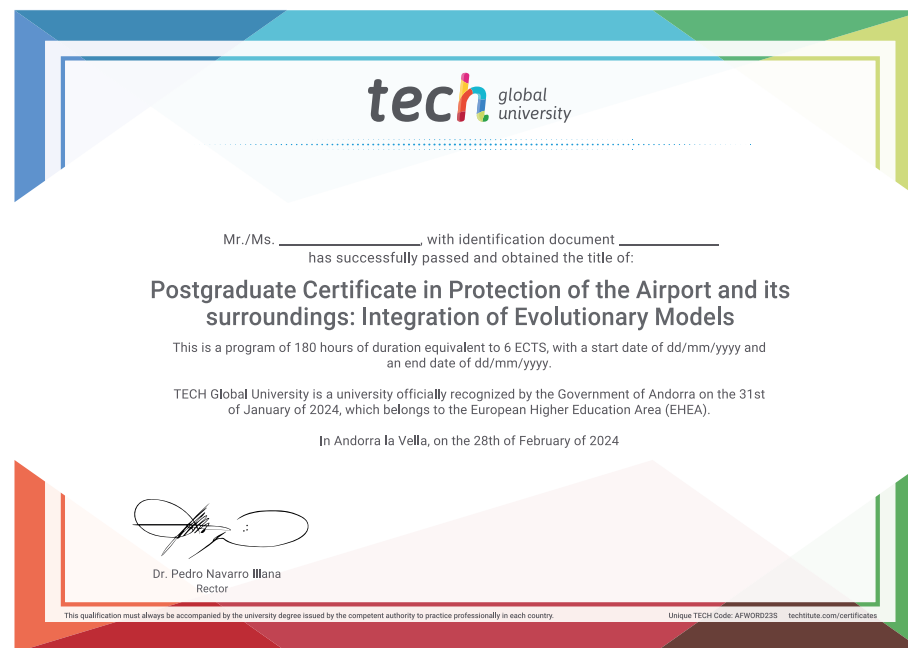 tech global university
Mr./Ms. ____________, with identification document ____________
has successfully passed and obtained the title of:
Postgraduate Certificate in Protection of the Airport and its
surroundings: Integration of Evolutionary Models
This is a program of 180 hours of duration equivalent to 6 ECTS, with a start date of dd/mm/yyyy and
an end date of dd/mm/yyyy.
TECH Global University is a university officially recognized by the Government of Andorra on the 31st
of January of 2024, which belongs to the European Higher Education Area (EHEA).
In Andorra la Vella, on the 28th of February of 2024
Dr. Pedro Navarro Illana
Rector
This qualification must always be accompanied by the university degree issued by the competent authority to practice professionally in each country.
Unique TECH Code: AFWORD23S techtitute.com/certificates